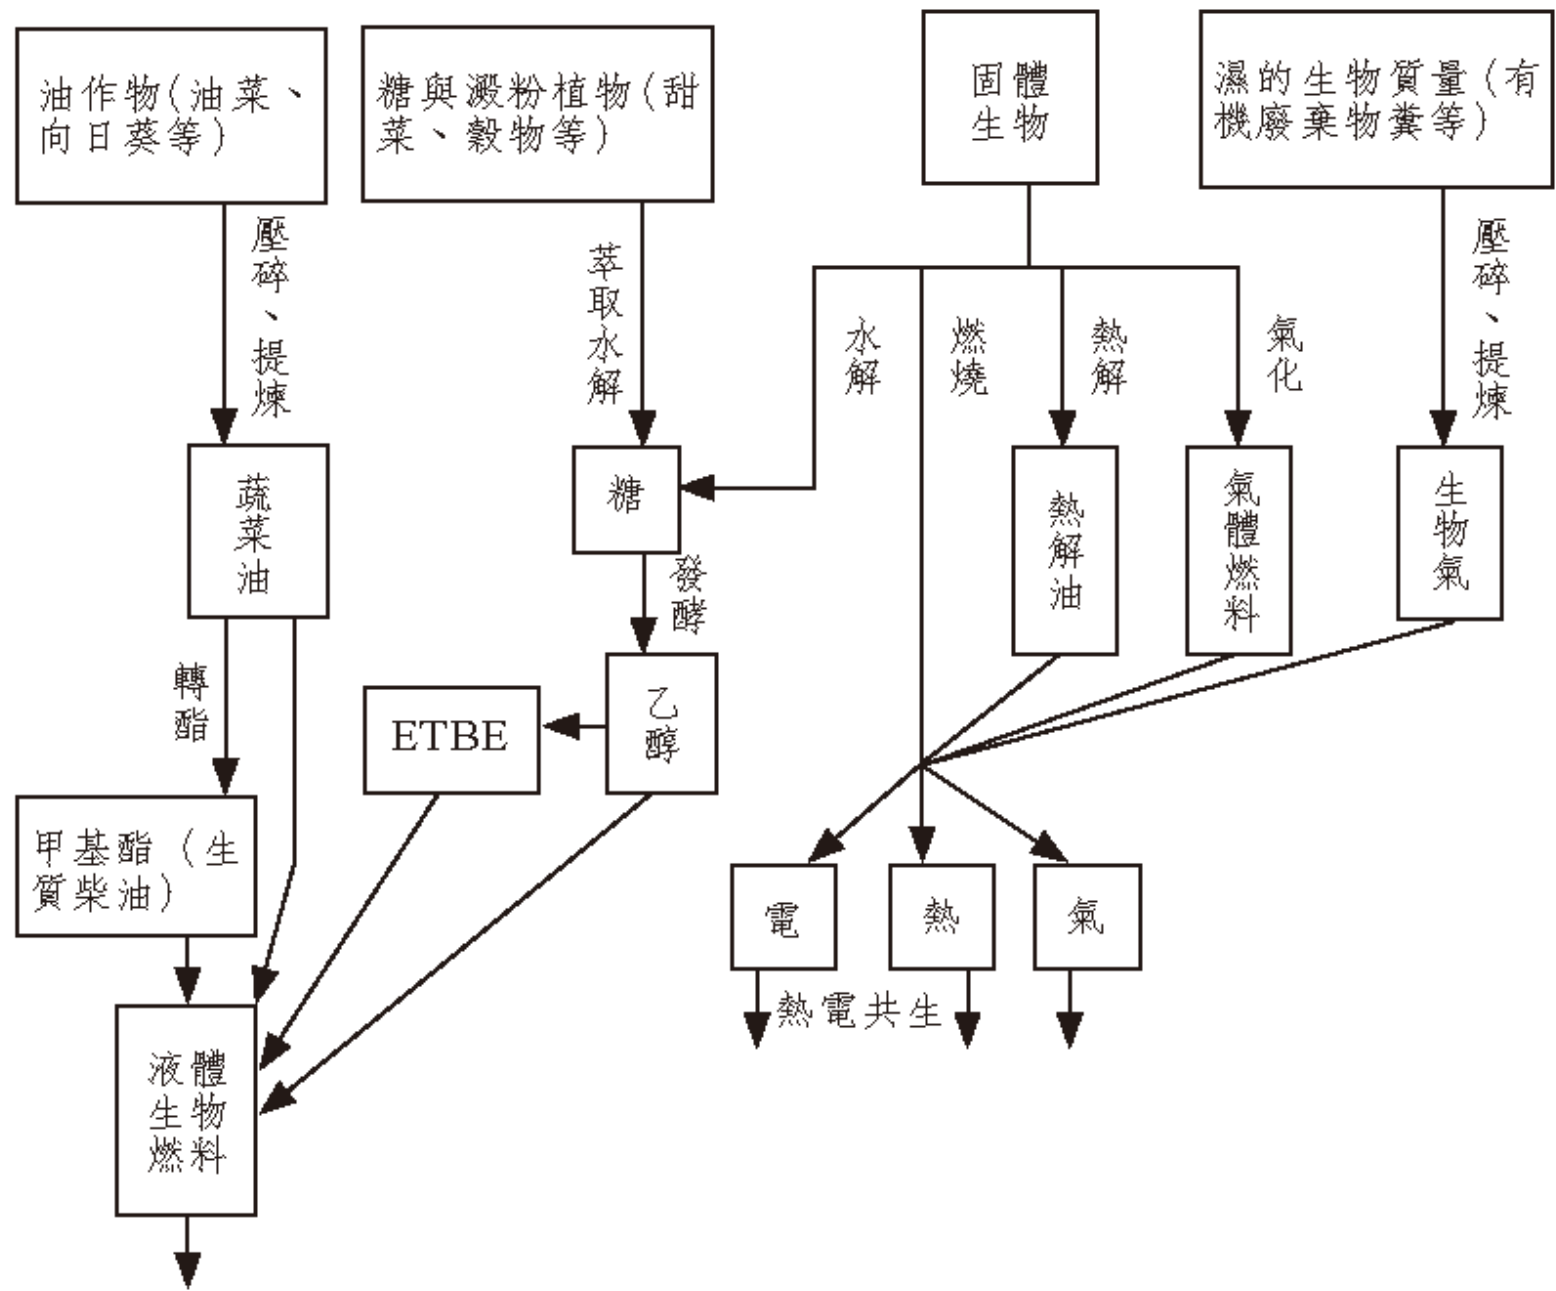 油作物(油菜、
向日葵等)
糖與澱粉植物(甜
菜、穀物等)
固體
生物
濕的生物質量(有
機廢棄物糞等)
壓碎、提煉
萃取水解
水解
燃燒
熱解
氣化
壓碎、提煉
蔬菜油
糖
熱解油
氣體燃料
生物氣
發酵
轉酯
ETBE
乙醇
甲基酯(生
質柴油)
電
熱
氣
熱電共生
液體
生物
燃料